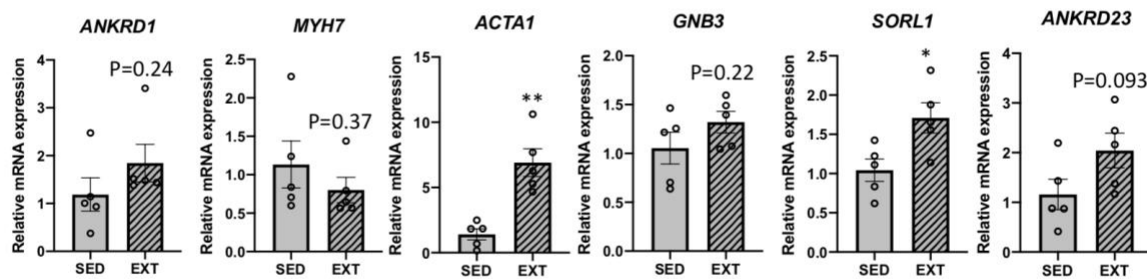 ANKRD1
Relative mRNA expression
4
3
2
1
0
P=0.24
SED EXT
MYH7
Relative mRNA expression
2.5
2.0
1.5
1.0
0.5
0.0
P=0.37
SED EXT
ACTA1
Relative mRNA expression
15
10
5
0
**
SED EXT
GNB3
Relative mRNA expression
2.0
1.5
1.0
0.5
0.0
P=0.22
SED EXT
SORL1
Relative mRNA expression
2.5
2.0
1.5
1.0
0.5
0.0
*
SED EXT
ANKRD23
Relative mRNA expression
4
3
2
1
0
P=0.093
SED EXT